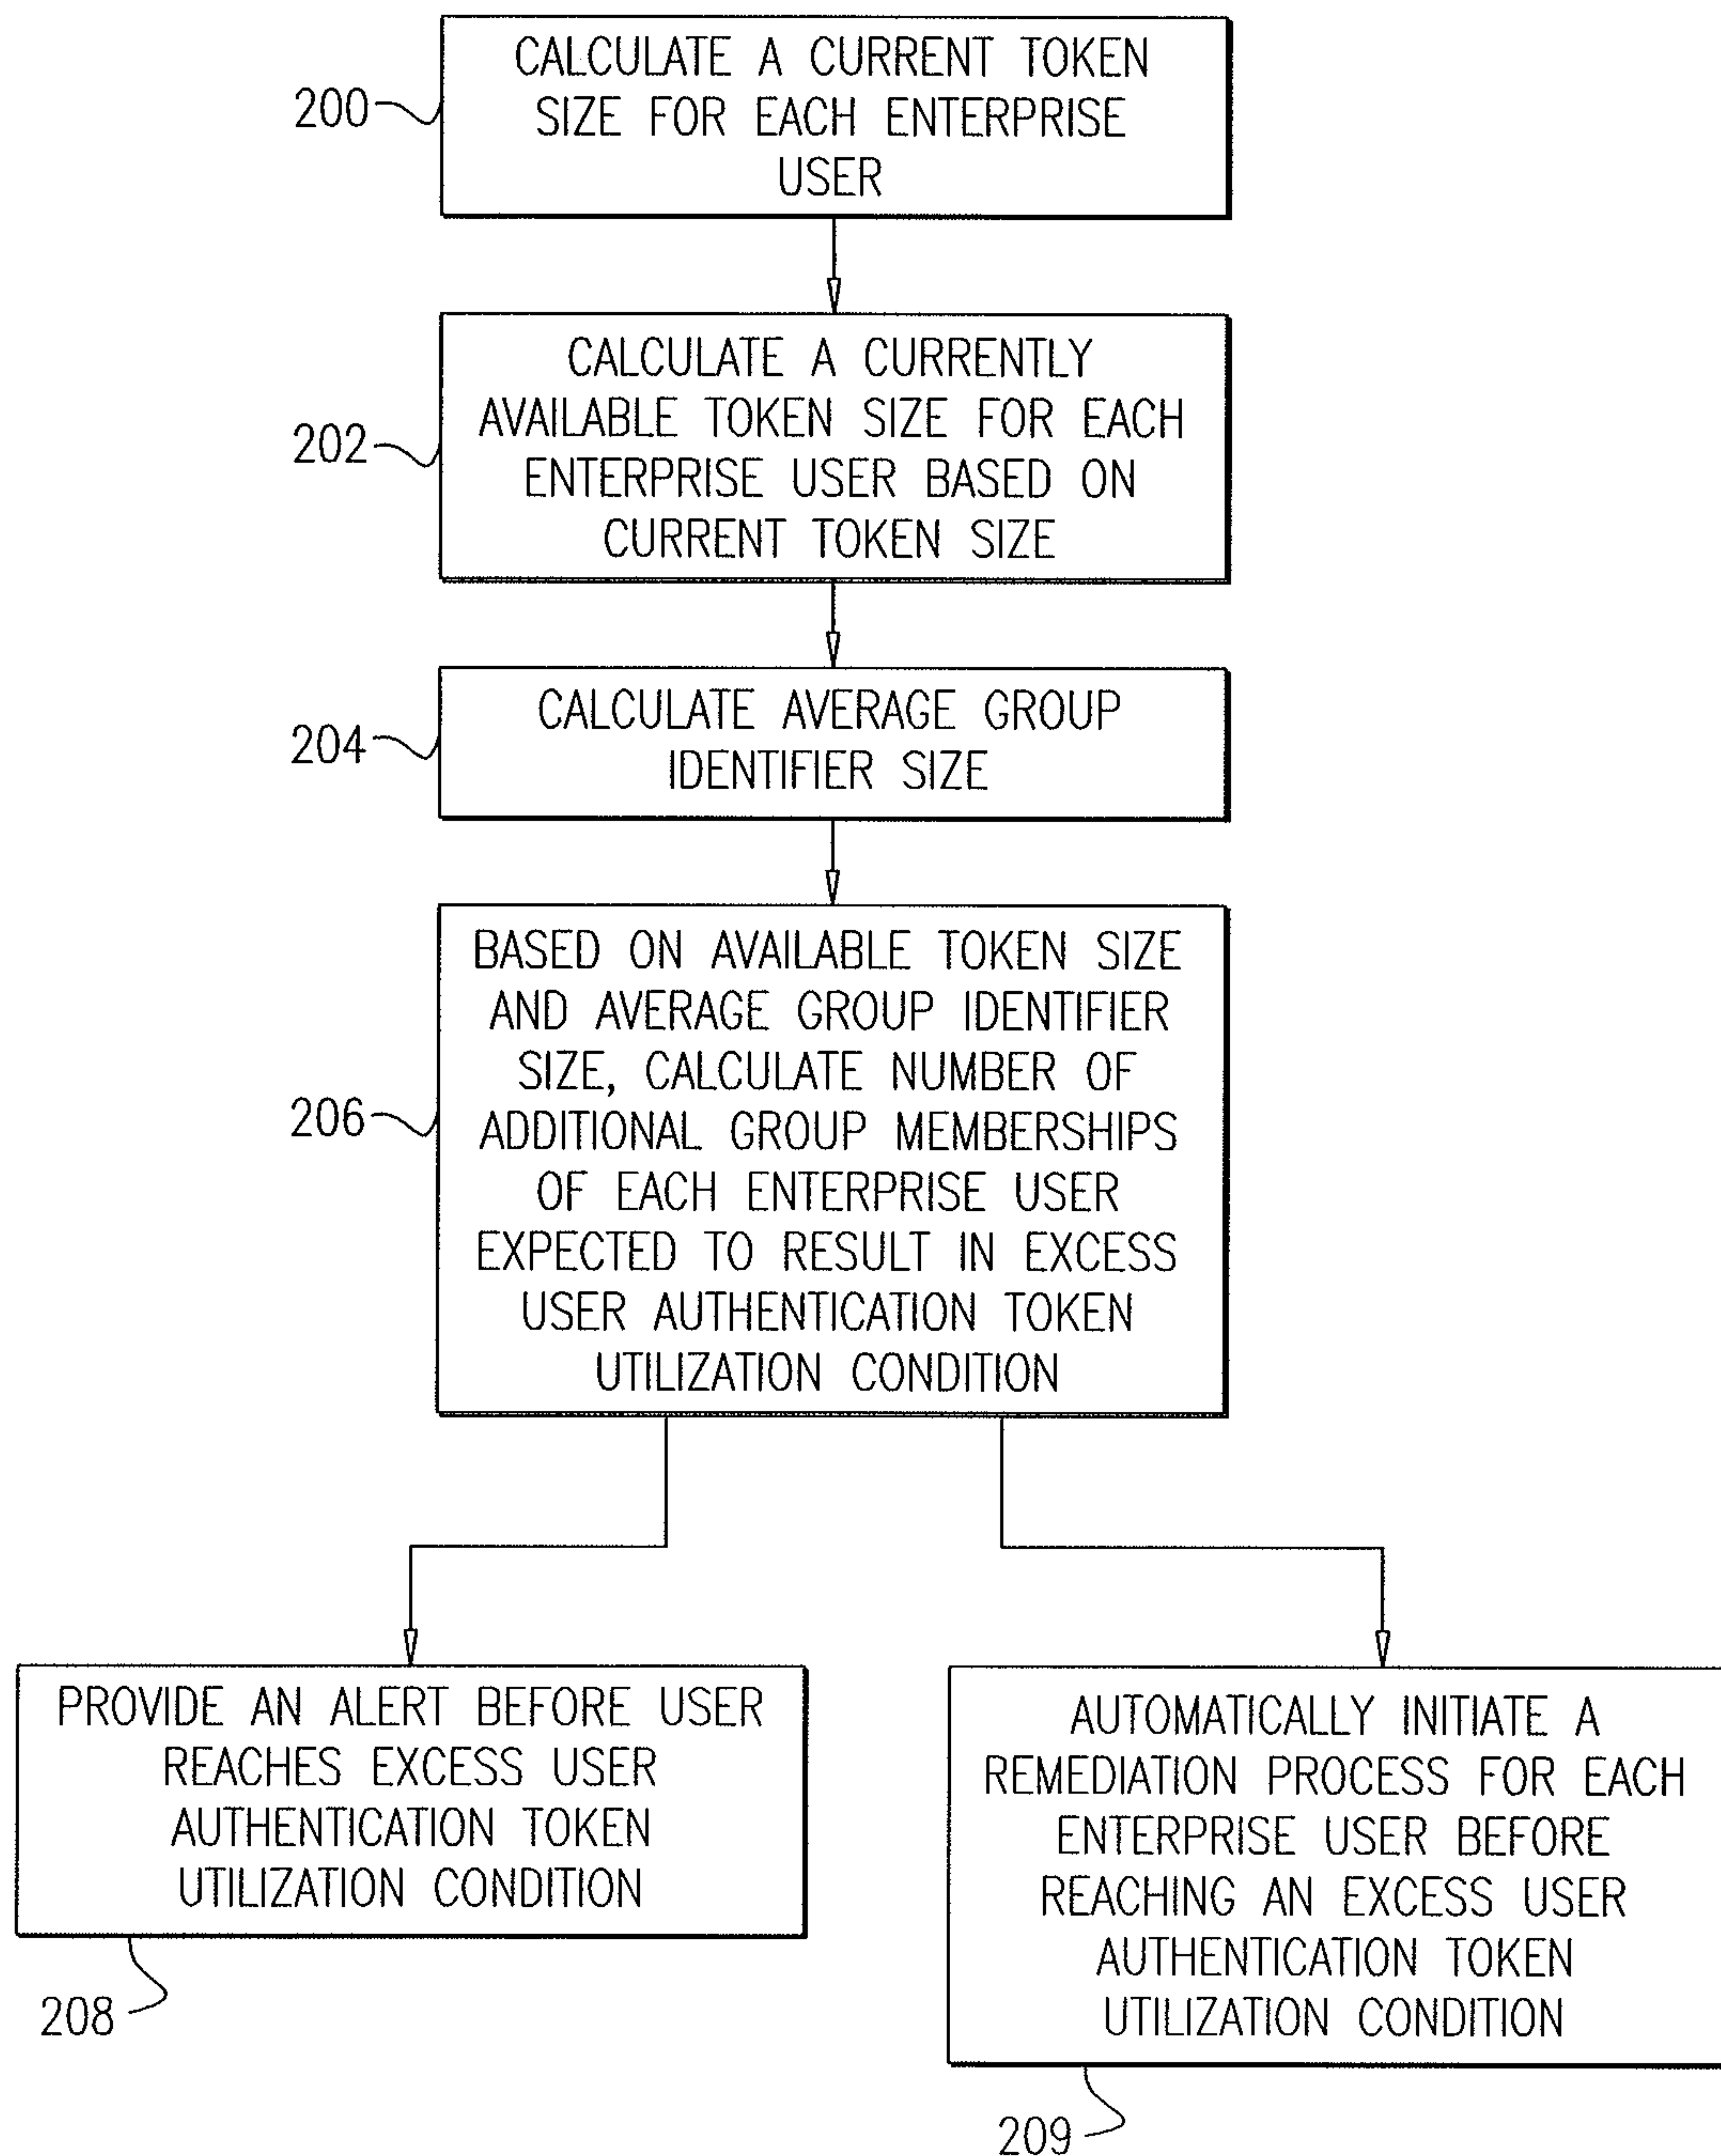 CALCULATE A CURRENT TOKEN
SIZE FOR EACH ENTERPRISE
USER
200
CALCULATE A CURRENTLY
AVAILABLE TOKEN SIZE FOR EACH
ENTERPRISE USER BASED ON
CURRENT TOKEN SIZE
202
CALCULATE AVERAGE GROUP
IDENTIFIER SIZE
204
BASED ON AVAILABLE TOKEN SIZE
AND AVERAGE GROUP IDENTIFIER
SIZE, CALCULATE NUMBER OF
ADDITIONAL GROUP MEMBERSHIPS
OF EACH ENTERPRISE USER
EXPECTED TO RESULT IN EXCESS
USER AUTHENTICATION TOKEN
UTILIZATION CONDITION
206
PROVIDE AN ALERT BEFORE USER
REACHES EXCESS USER
AUTHENTICATION TOKEN
UTILIZATION CONDITION
208
AUTOMATICALLY INITIATE A
REMEDIATION PROCESS FOR EACH
ENTERPRISE USER BEFORE
REACHING AN EXCESS USER
AUTHENTICATION TOKEN
UTILIZATION CONDITION
209